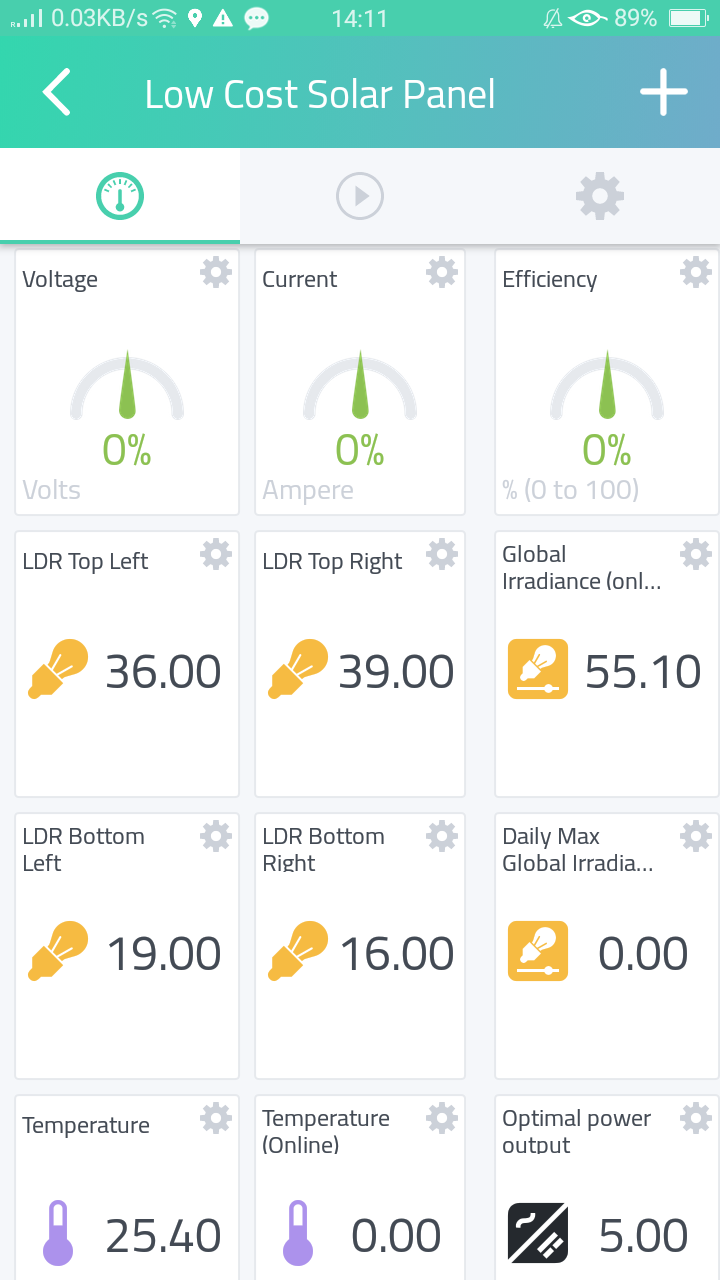 0.03KB/s 14:11 89%
Low Cost Solar Panel
Voltage
0%
Volts
Current
0%
Ampere
Efficiency
0%
% (0 to 100)
LDR Top Left
36.00
LDR Top Right
39.00
Global
Irradiance (onl...
55.10
LDR Bottom
Left
19.00
LDR Bottom
Right
16.00
Daily Max
Global Irradia...
0.00
Temperature
25.40
Temperature
(Online)
0.00
Optimal power
output
5.00